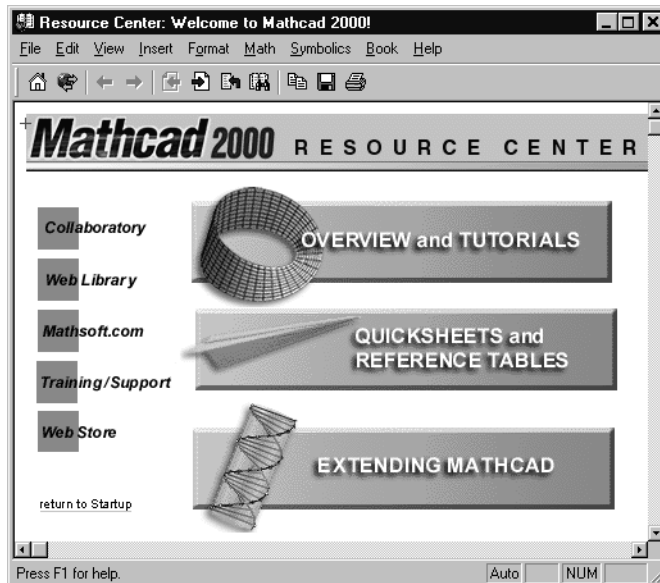 Resource Center: Welcome to Mathcad 2000!
File Edit View Insert Format Math Symbolics Book Help
Mathcad 2000 RESOURCE CENTER
Collaboratory
OVERVIEW and TUTORIALS
Web Library
Mathsoft.com
QUICKSHEETS and
REFERENCE TABLES
Training/Support
Web Store
EXTENDING MATHCAD
return to Startup
Press F1 for help. Auto NUM